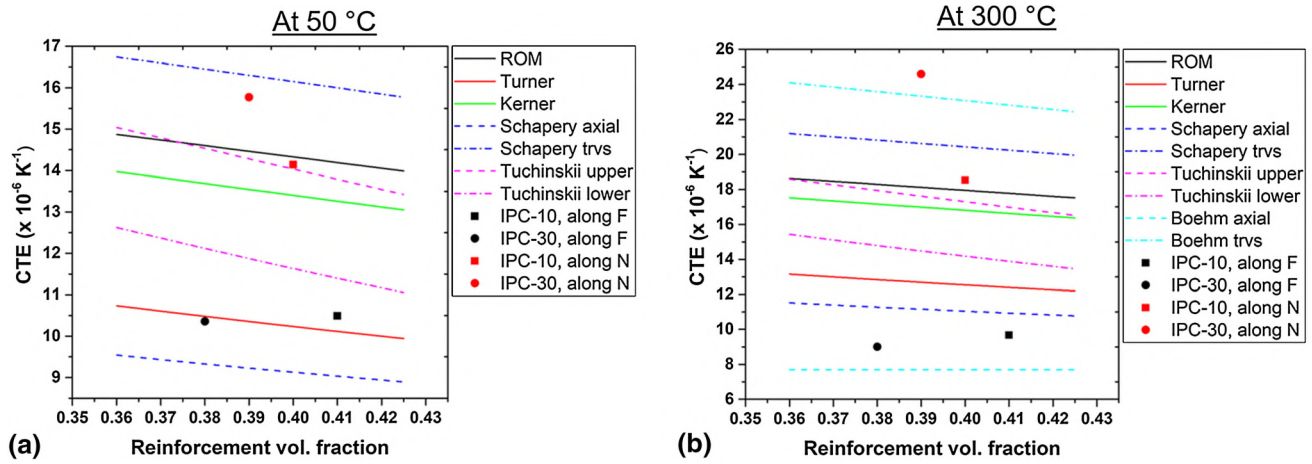 At 50 °C
CTE (x 10-6 K-1)
17
16
15
14
13
12
11
10
9
0.35 0.36 0.37 0.38 0.39 0.40 0.41 0.42 0.43
Reinforcement vol. fraction
ROM
Turner
Kerner
Schapery axial
Schapery trvs
Tuchinskii upper
Tuchinskii lower
IPC-10, along F
IPC-30, along F
IPC-10, along N
IPC-30, along N
(a)
At 300 °C
CTE (x 10-6 K-1)
26
24
22
20
18
16
14
12
10
8
6
0.35 0.36 0.37 0.38 0.39 0.40 0.41 0.42 0.43
Reinforcement vol. fraction
ROM
Turner
Kerner
Schapery axial
Schapery trvs
Tuchinskii upper
Tuchinskii lower
Boehm axial
Boehm trvs
IPC-10, along F
IPC-30, along F
IPC-10, along N
IPC-30, along N
(b)